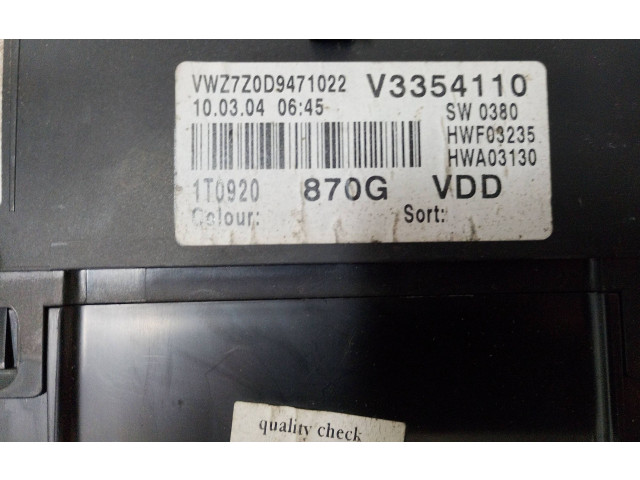 VWZ7Z0D9471022 V3354110
10.03.04 06:45 SW 0380
HWF03235
HWA03130
1T0920 870G VDD
Colour: Sort:
quality check